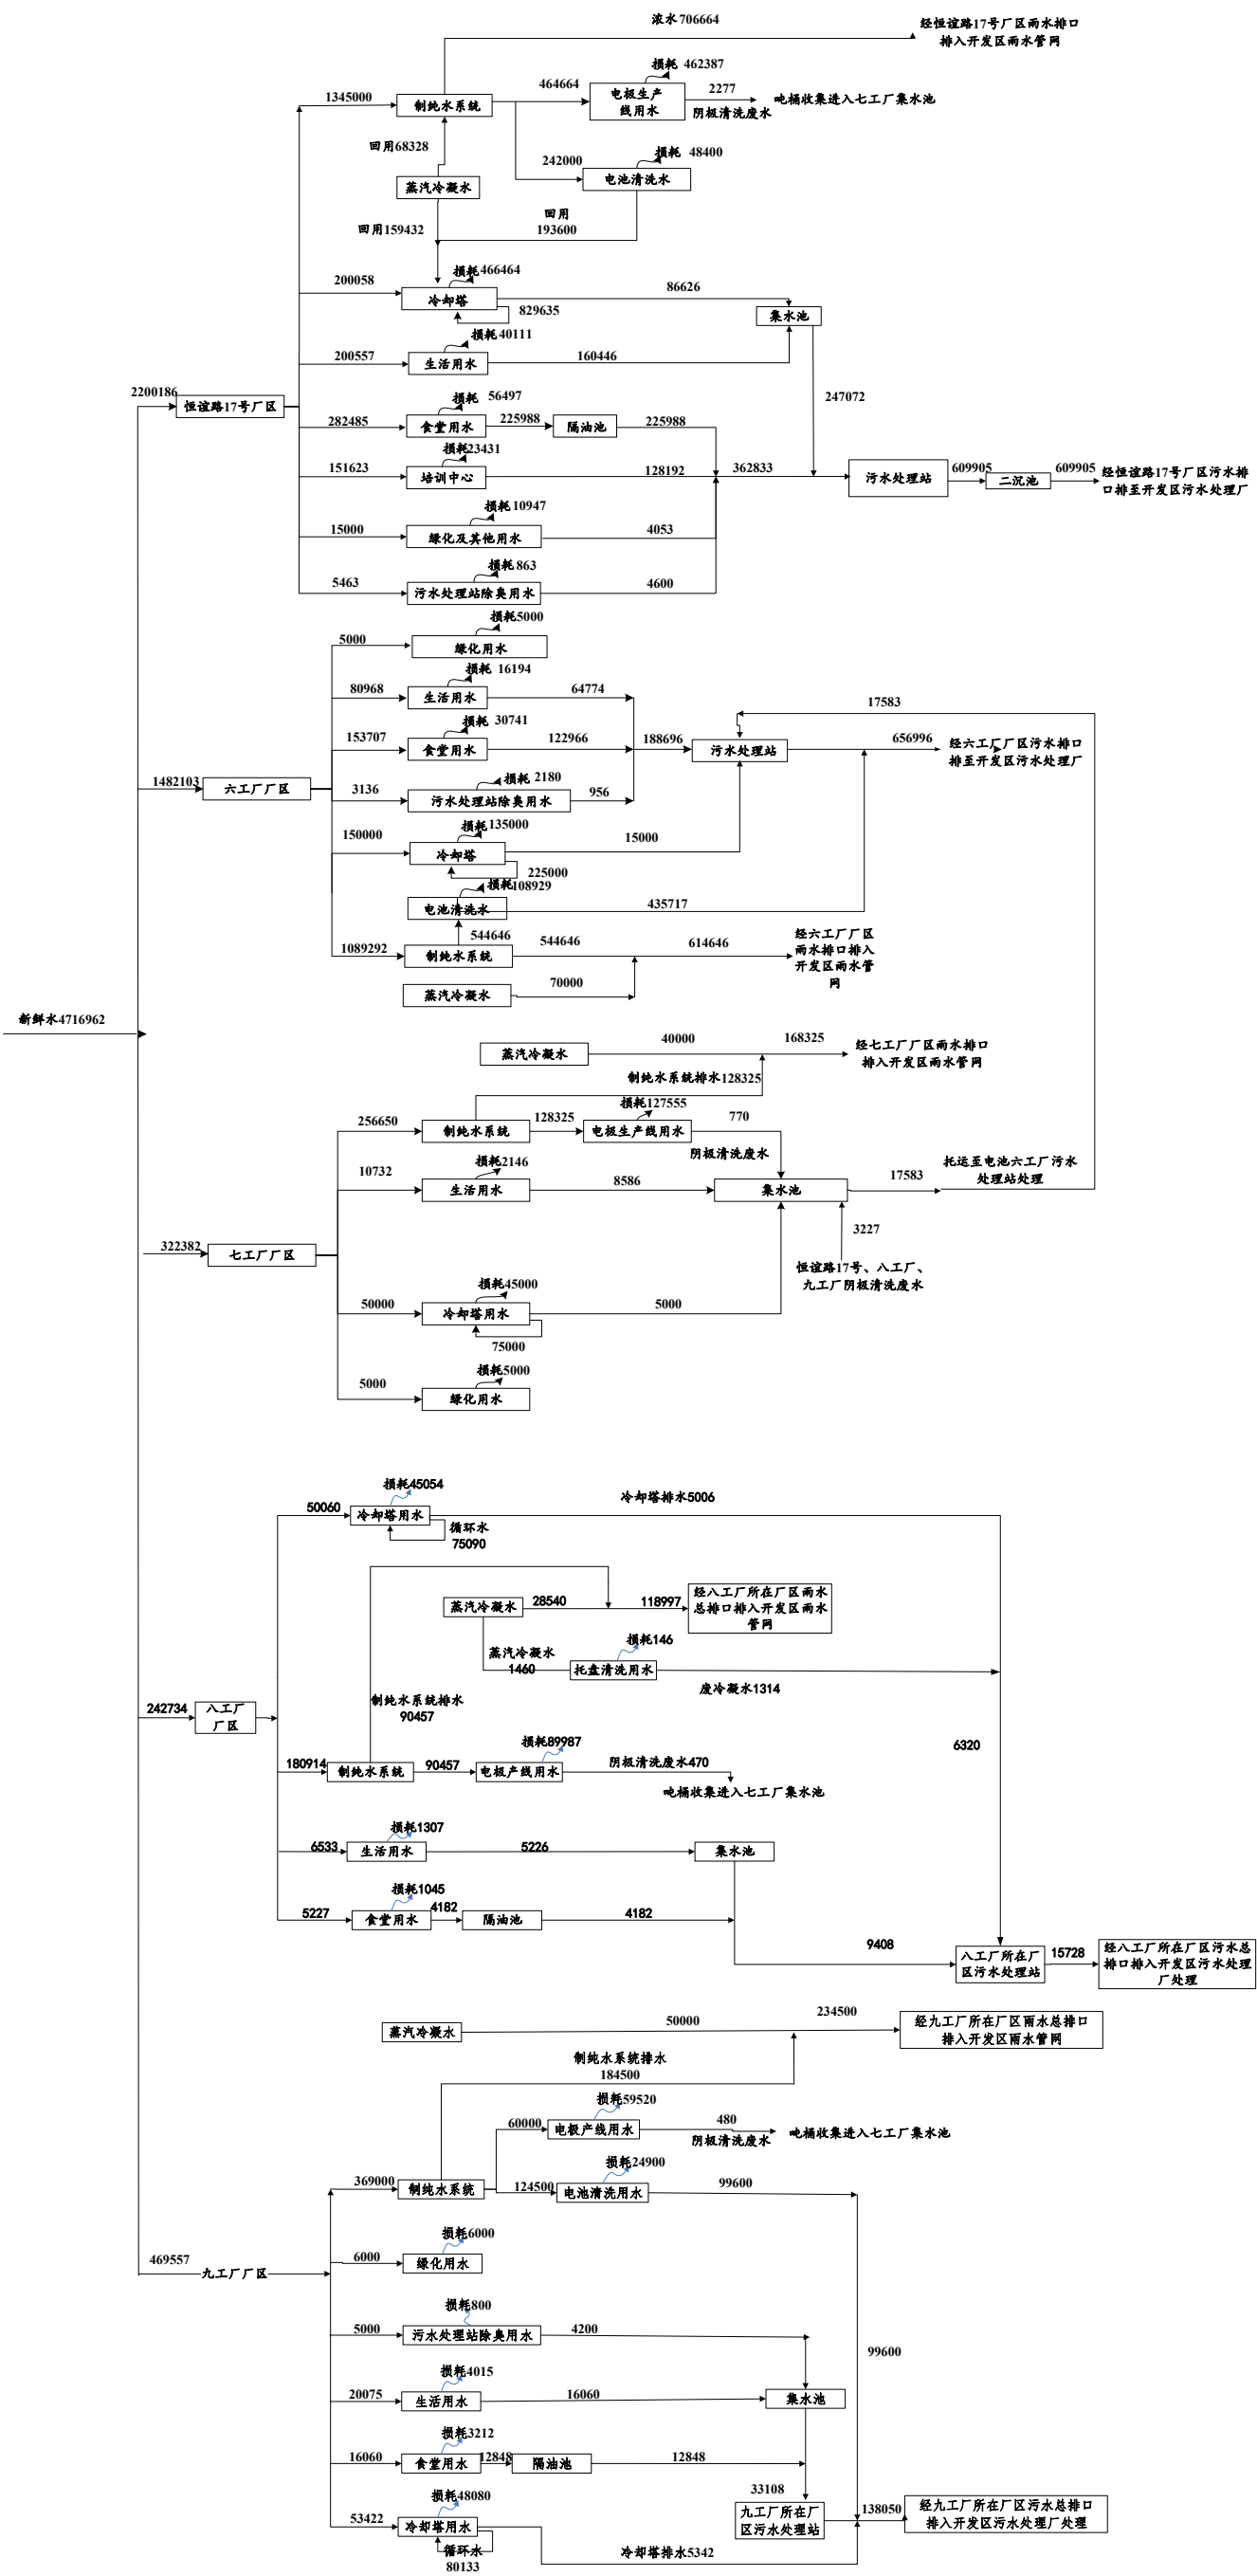 浓水706664
经恒谊路17号厂区雨水排口
排入开发区雨水管网
损耗 462387
1345000
制纯水系统
464664
电极生产
线用水
2277
阴极清洗废水
吨桶收集进入七工厂集水池
回用68328
242000
损耗 48400
电池清洗水
蒸汽冷凝水
回用159432
回用
193600
200058
损耗466464
冷却塔
829635
86626
集水池
200557
损耗40111
生活用水
160446
2200186
恒谊路17号厂区
247072
282485
损耗 56497
食堂用水
225988
隔油池
225988
151623
损耗23431
培训中心
128192
362833
污水处理站
609905
二沉池
609905
经恒谊路17号厂区污水排
口排至开发区污水处理厂
15000
损耗10947
绿化及其他用水
4053
5463
损耗863
污水处理站除臭用水
4600
5000
损耗5000
绿化用水
80968
损耗 16194
生活用水
64774
17583
153707
损耗 30741
食堂用水
122966
188696
污水处理站
656996
经六工厂厂区污水排口
排至开发区污水处理厂
1482103
六工厂厂区
3136
损耗 2180
污水处理站除臭用水
956
150000
损耗135000
冷却塔
15000
225000
损耗108929
电池清洗水
435717
544646
1089292
制纯水系统
544646
614646
经六工厂厂区
雨水排口排入
开发区雨水管
网
蒸汽冷凝水
70000
新鲜水4716962
蒸汽冷凝水
40000
168325
经七工厂厂区雨水排口
排入开发区雨水管网
制纯水系统排水128325
256650
制纯水系统
128325
损耗127555
电极生产线用水
770
阴极清洗废水
10732
损耗2146
生活用水
8586
集水池
17583
托运至电池六工厂污水
处理站处理
322382
七工厂厂区
3227
恒谊路17号、八工厂、
九工厂阴极清洗废水
50000
损耗45000
冷却塔用水
5000
75000
5000
损耗5000
绿化用水
50060
损耗45054
冷却塔用水
冷却塔排水5006
循环水
75090
蒸汽冷凝水
28540
118997
经八工厂所在厂区雨水
总排口排入开发区雨水
管网
蒸汽冷凝水
1460
损耗146
托盘清洗用水
废冷凝水1314
制纯水系统排水
90457
242734
八工厂
厂区
6320
180914
制纯水系统
90457
损耗89987
电极产线用水
阴极清洗废水470
吨桶收集进入七工厂集水池
6533
损耗1307
生活用水
5226
集水池
5227
损耗1045
食堂用水
4182
隔油池
4182
9408
八工厂所在厂
区污水处理站
15728
经八工厂所在厂区污水总
排口排入开发区污水处理
厂处理
蒸汽冷凝水
50000
234500
经九工厂所在厂区雨水总排口
排入开发区雨水管网
制纯水系统排水
184500
60000
损耗59520
电极产线用水
480
阴极清洗废水
吨桶收集进入七工厂集水池
369000
制纯水系统
124500
损耗24900
电池清洗用水
99600
469557
九工厂厂区
6000
损耗6000
绿化用水
5000
损耗800
污水处理站除臭用水
4200
99600
20075
损耗4015
生活用水
16060
集水池
16060
损耗3212
食堂用水
12848
隔油池
12848
33108
53422
损耗48080
冷却塔用水
循环水
80133
冷却塔排水5342
九工厂所在厂
区污水处理站
138050
经九工厂所在厂区污水总排口
排入开发区污水处理厂处理